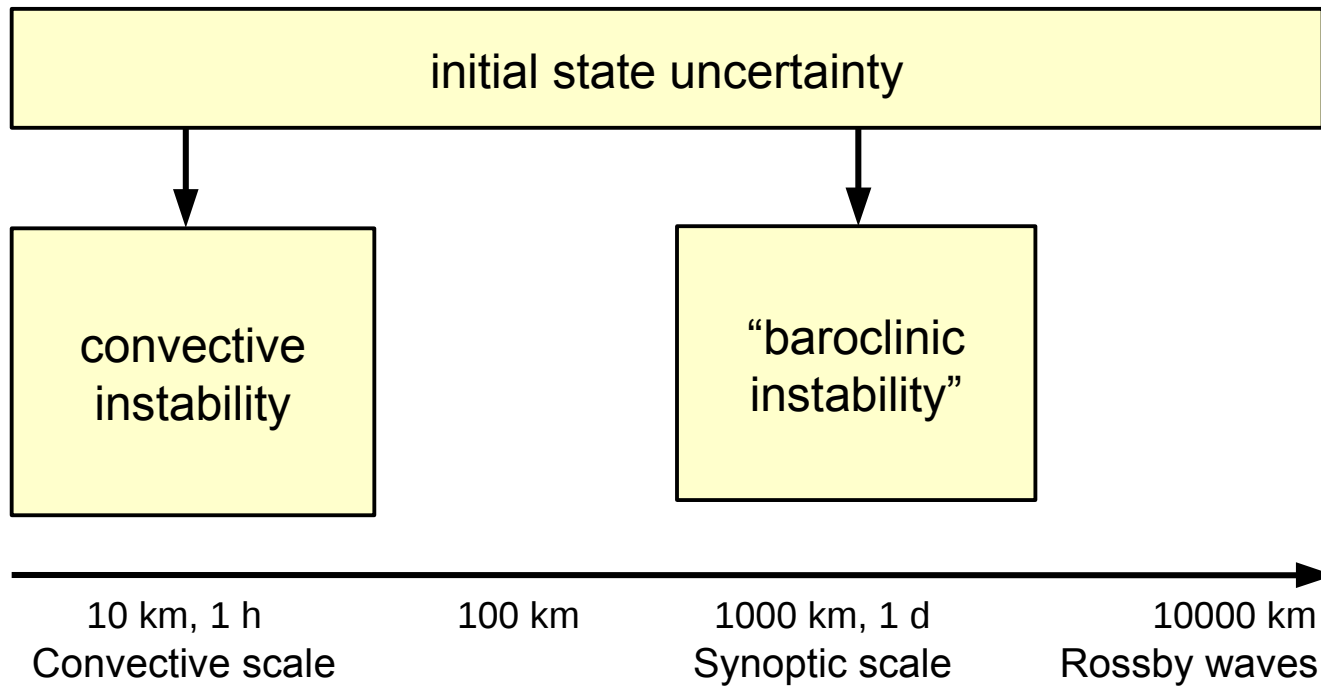 initial state uncertainty
convective
instability
“baroclinic
instability”
10 km, 1 h
Convective scale
100 km
1000 km, 1 d
Synoptic scale
10000 km
Rossby waves